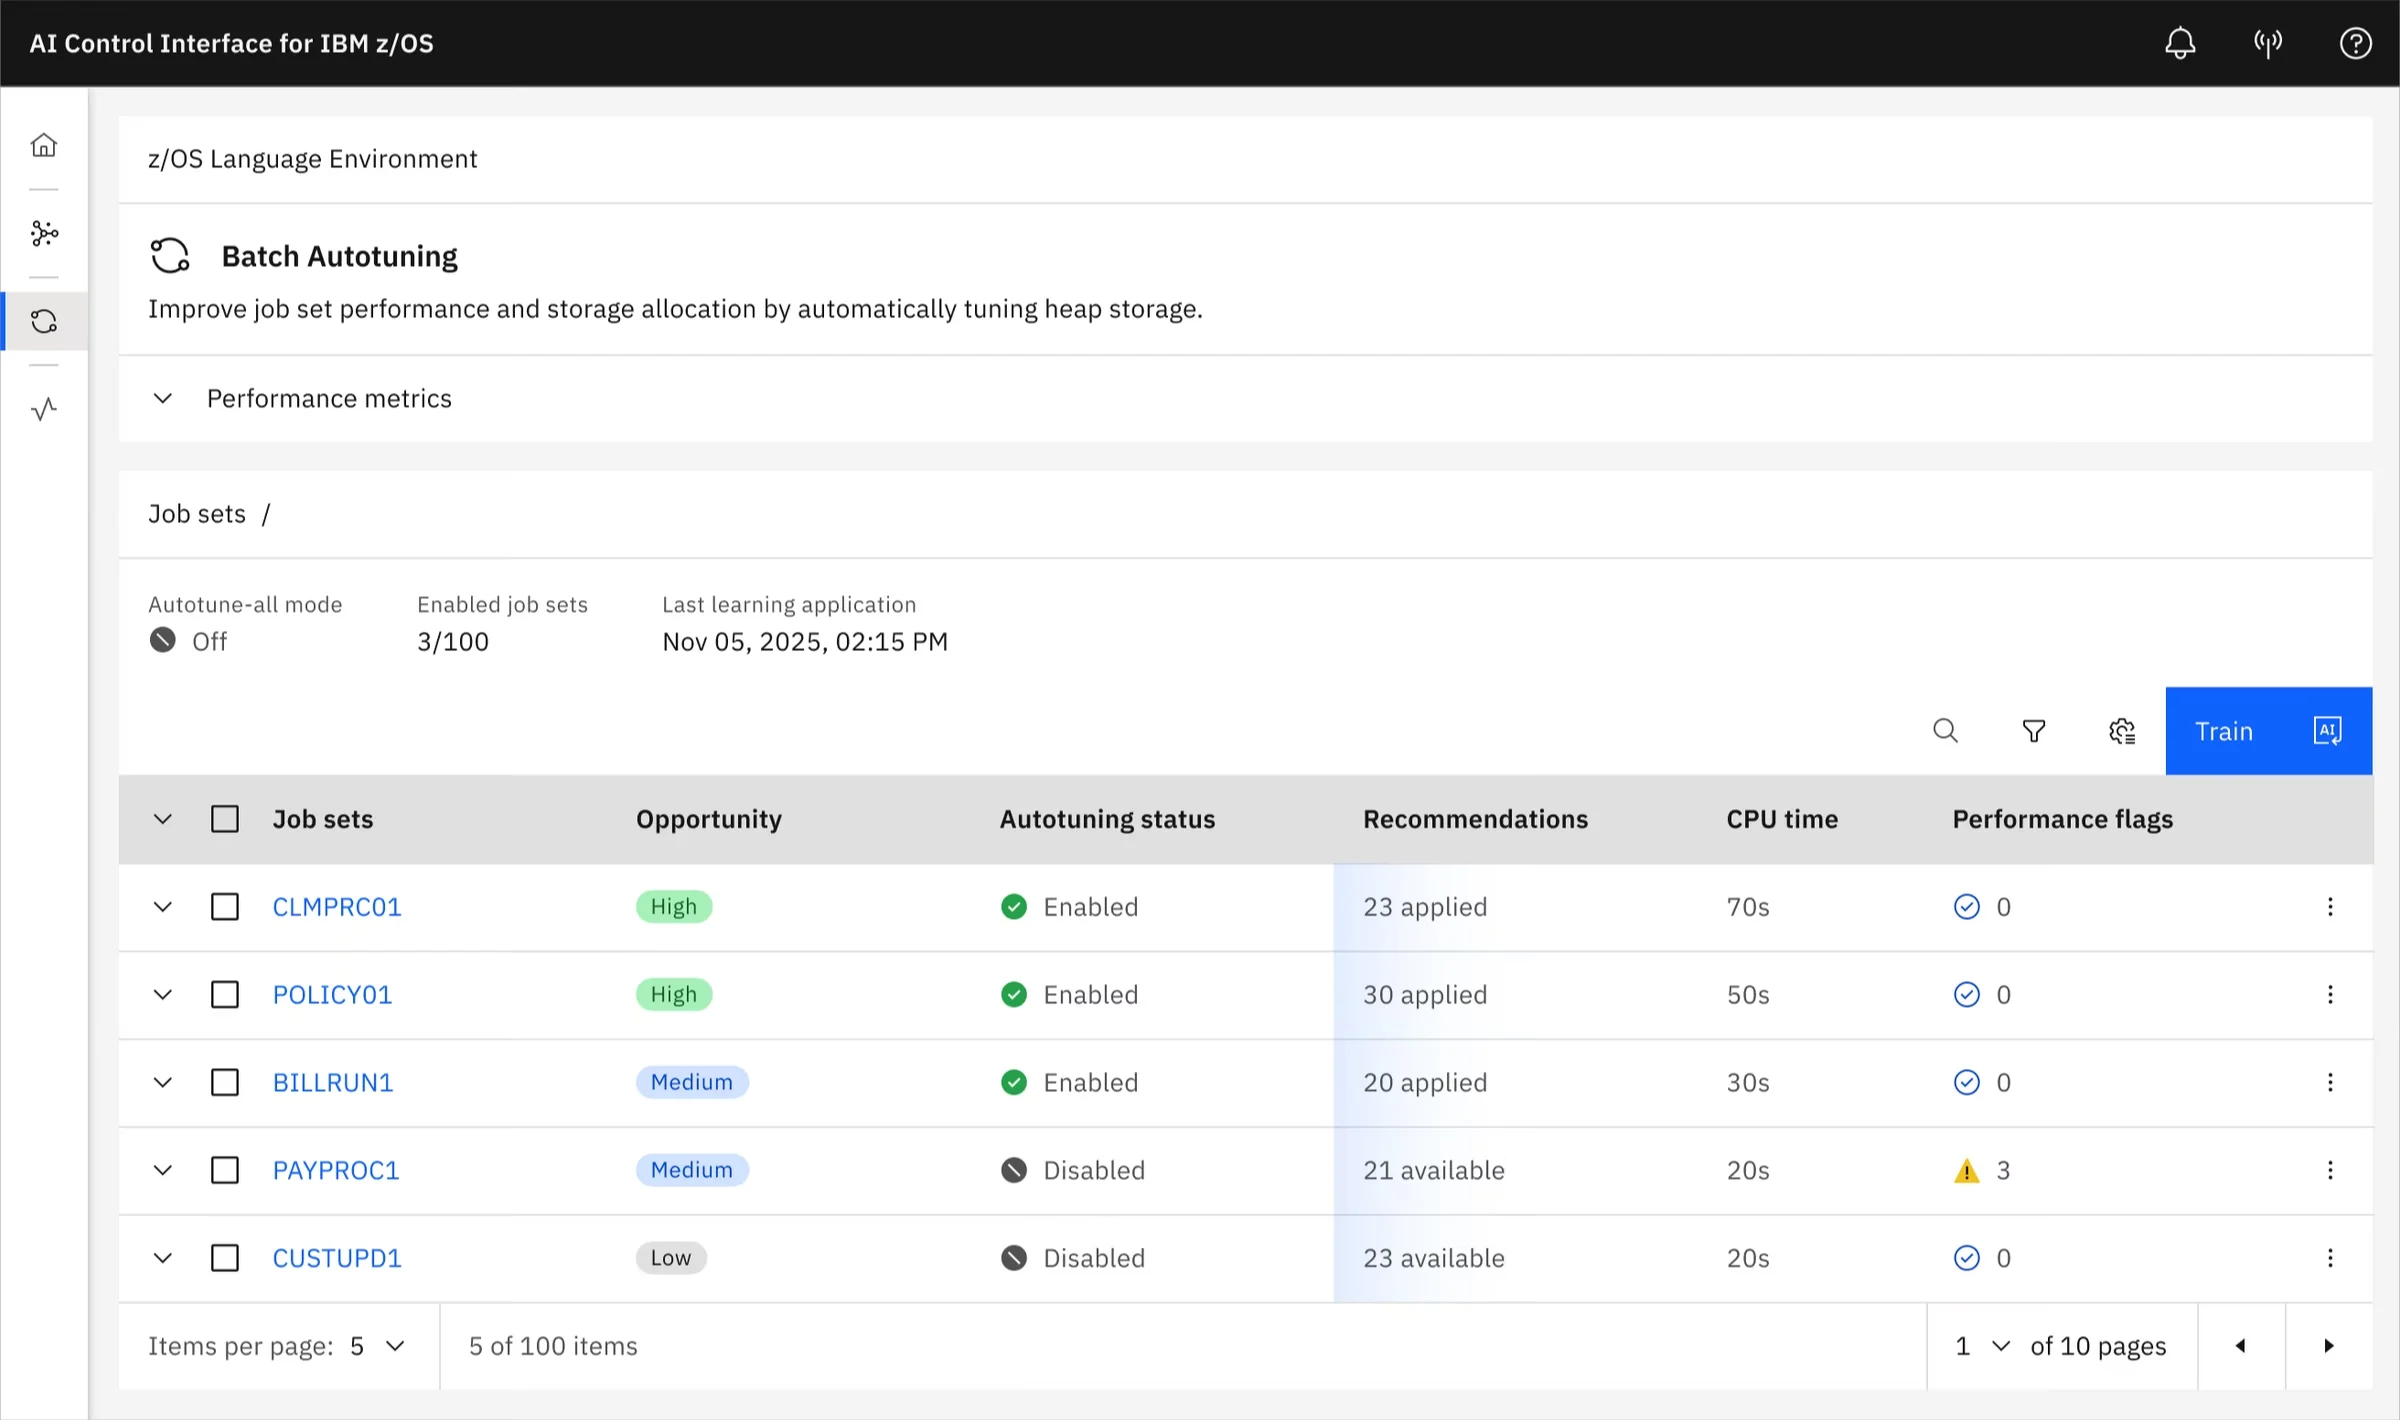 AI Control Interface for IBM z/OS
z/OS Language Environment
Batch Autotuning
Improve job set performance and storage allocation by automatically tuning heap storage.
Performance metrics
Job sets /
Autotune-all mode Enabled job sets Last learning application
Off 3/100 Nov 05, 2025, 02:15 PM
Train AI
Job sets Opportunity Autotuning status Recommendations CPU time Performance flags
CLMPRC01 High Enabled 23 applied 70s 0
POLICY01 High Enabled 30 applied 50s 0
BILLRUN1 Medium Enabled 20 applied 30s 0
PAYPROC1 Medium Disabled 21 available 20s 3
CUSTUPD1 Low Disabled 23 available 20s 0
Items per page: 5 5 of 100 items 1 of 10 pages